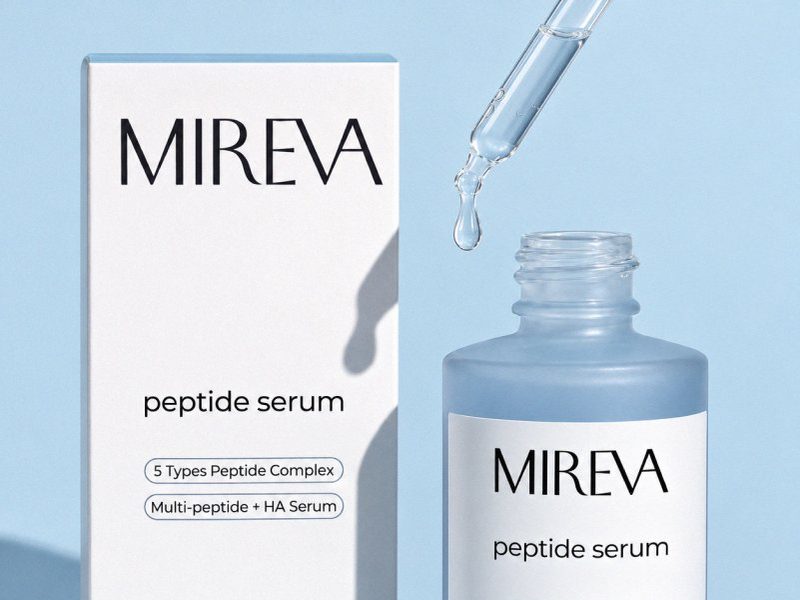 MIREVA
peptide serum
5 Types Peptide Complex
Multi-peptide + HA Serum
MIREVA
peptide serum